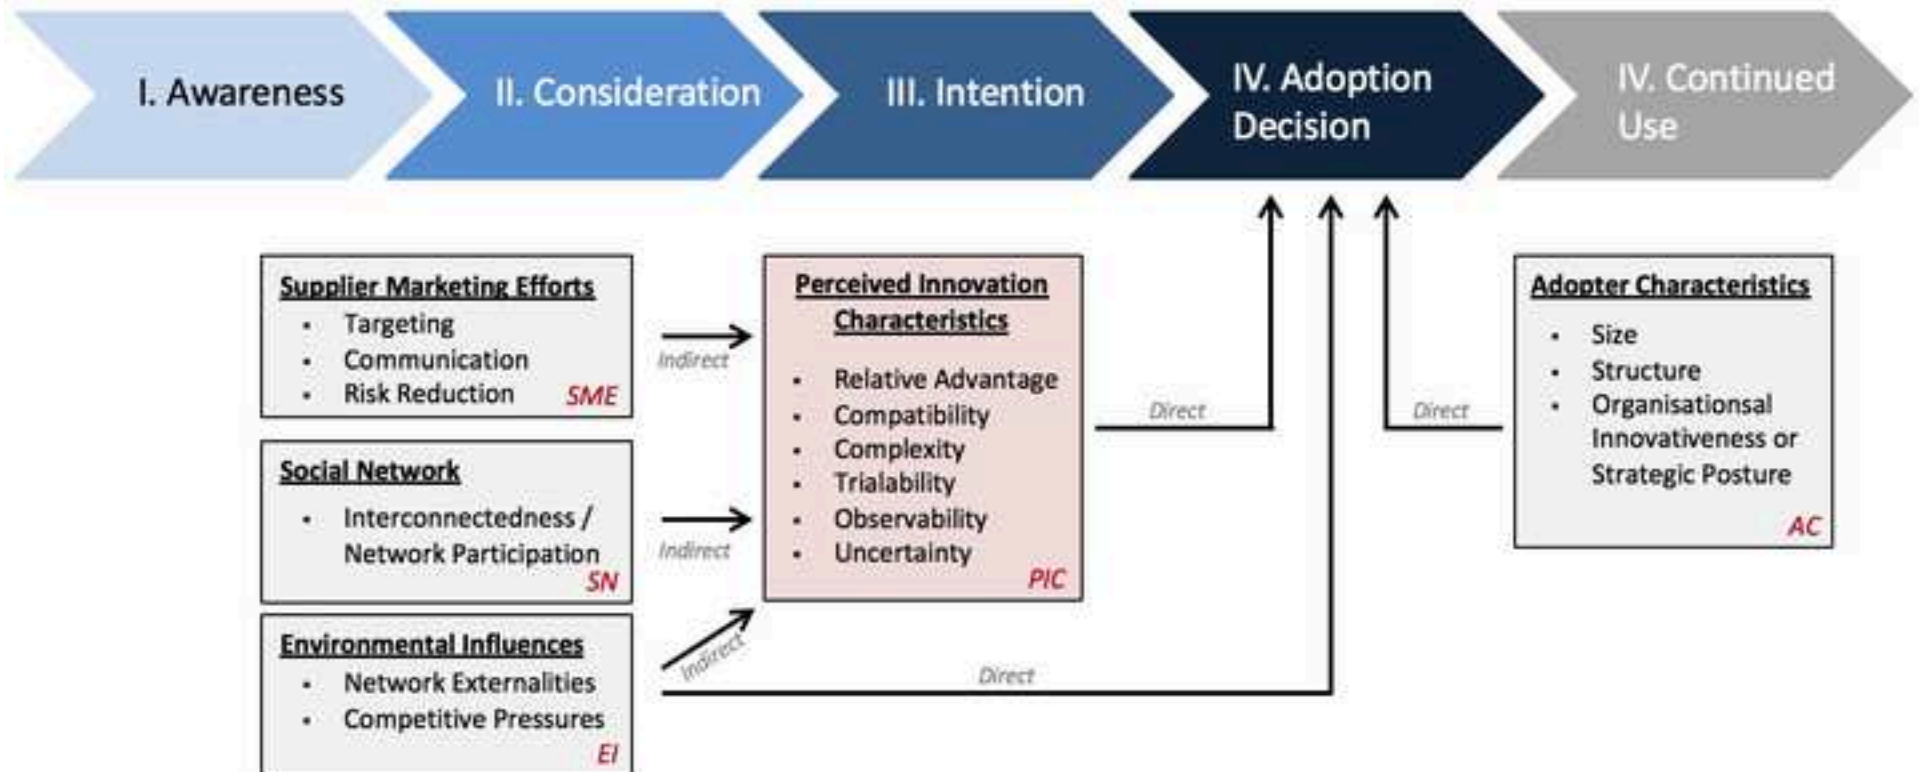 I. Awareness
II. Consideration
III. Intention
IV. Adoption
Decision
IV. Continued
Use
Supplier Marketing Efforts
• Targeting
• Communication
• Risk Reduction
SME
Indirect
Social Network
• Interconnectedness /
Network Participation
SN
Indirect
Environmental Influences
• Network Externalities
• Competitive Pressures
EI
Indirect
Direct
Perceived Innovation
Characteristics
• Relative Advantage
• Compatibility
• Complexity
• Trialability
• Observability
• Uncertainty
PIC
Direct
Direct
Adopter Characteristics
• Size
• Structure
• Organisationsal
Innovativeness or
Strategic Posture
AC